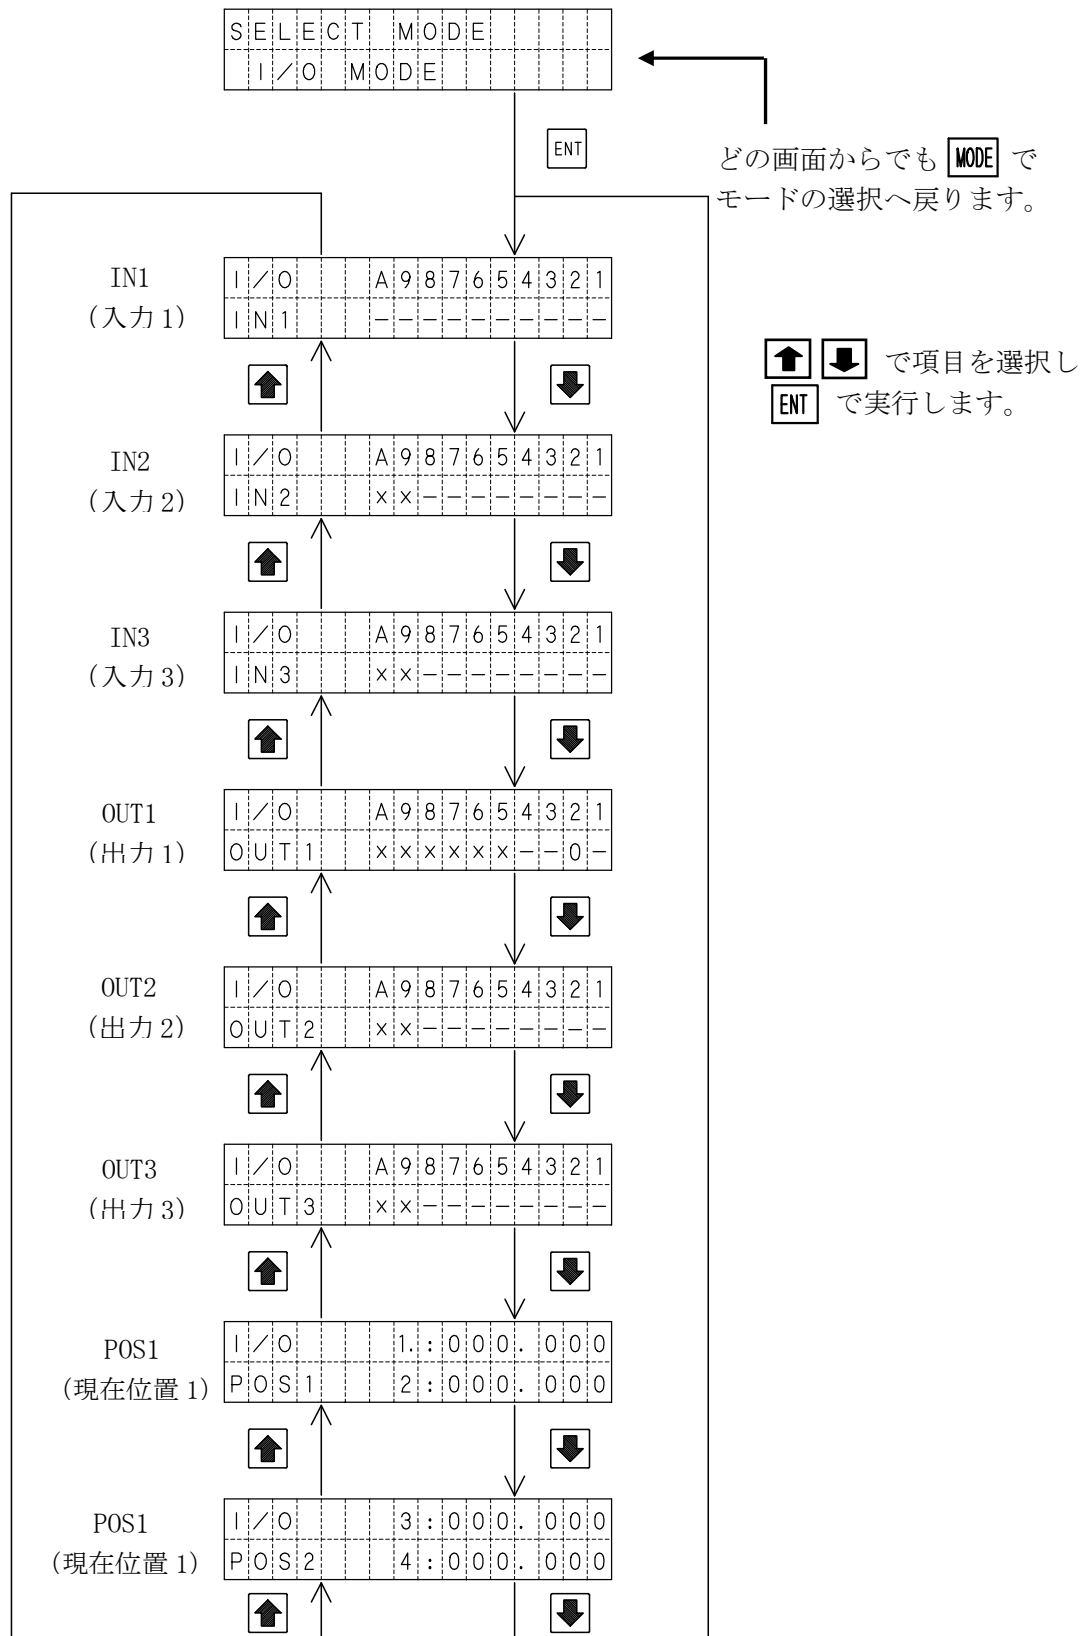 SELECT MODE
I/O MODE
ENT
どの画面からでも MODE で
モードの選択へ戻ります。
IN1
(入力1)
I/O A987654321
IN1 ----------
で項目を選択し
ENT で実行します。
IN2
(入力2)
I/O A987654321
IN2 ××--------
IN3
(入力3)
I/O A987654321
IN3 ××--------
OUT1
(出力1)
I/O A987654321
OUT1 ××××××--0-
OUT2
(出力2)
I/O A987654321
OUT2 ××--------
OUT3
(出力3)
I/O A987654321
OUT3 ××--------
POS1
(現在位置1)
I/O 1.:000.000
POS1 2:000.000
POS1
(現在位置1)
I/O 3:000.000
POS2 4:000.000